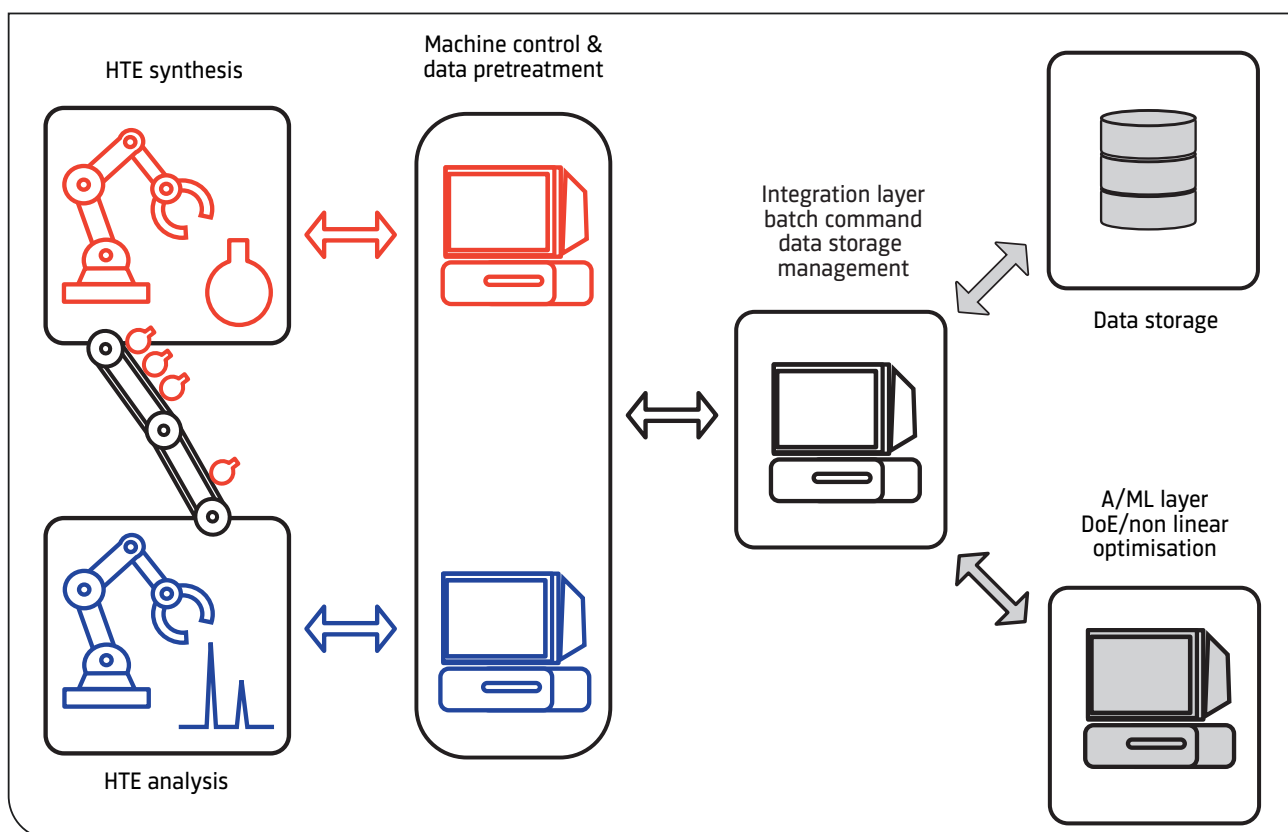 HTE synthesis
Machine control &
data pretreatment
Integration layer
batch command
data storage
management
Data storage
A/ML layer
DoE/non linear
optimisation
HTE analysis